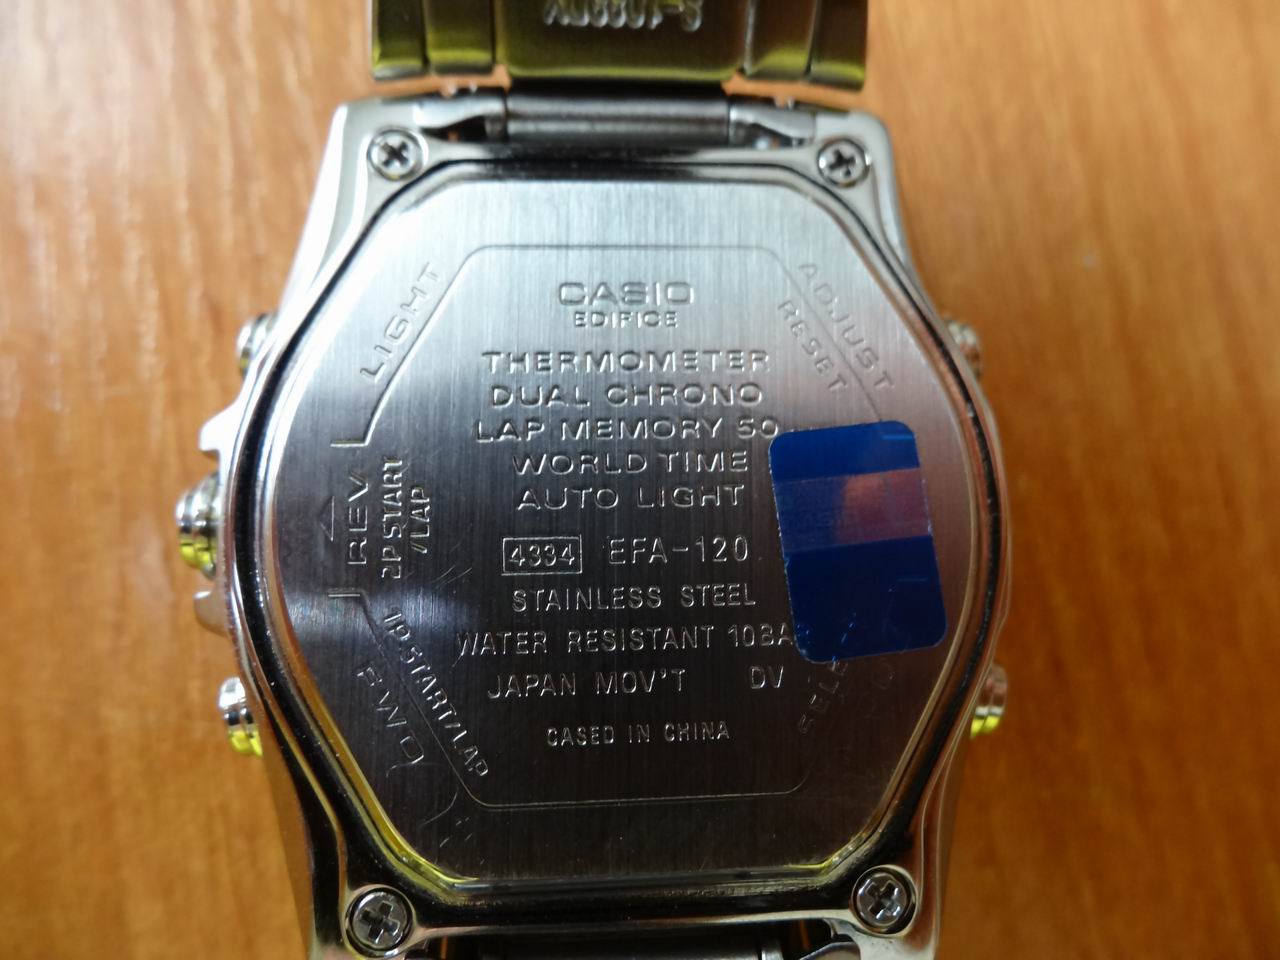 CASIO
EDIFICE
THERMOMETER
DUAL CHRONO
LAP MEMORY 50
WORLD TIME
AUTO LIGHT
4334 EFA-120
STAINLESS STEEL
WATER RESISTANT 10BA
JAPAN MOV'T DV
CASED IN CHINA
LIGHT
REV
2P START
/LAP
1P START/LAP
FWD
ADJUST
RESET